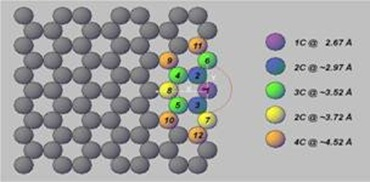 11
9
6
4 2
8 1
5 3
10 7
12
1C @ 2.67 A
2C @ ~2.97 A
3C @ ~3.52 A
2C @ ~3.72 A
4C @ ~4.52 A